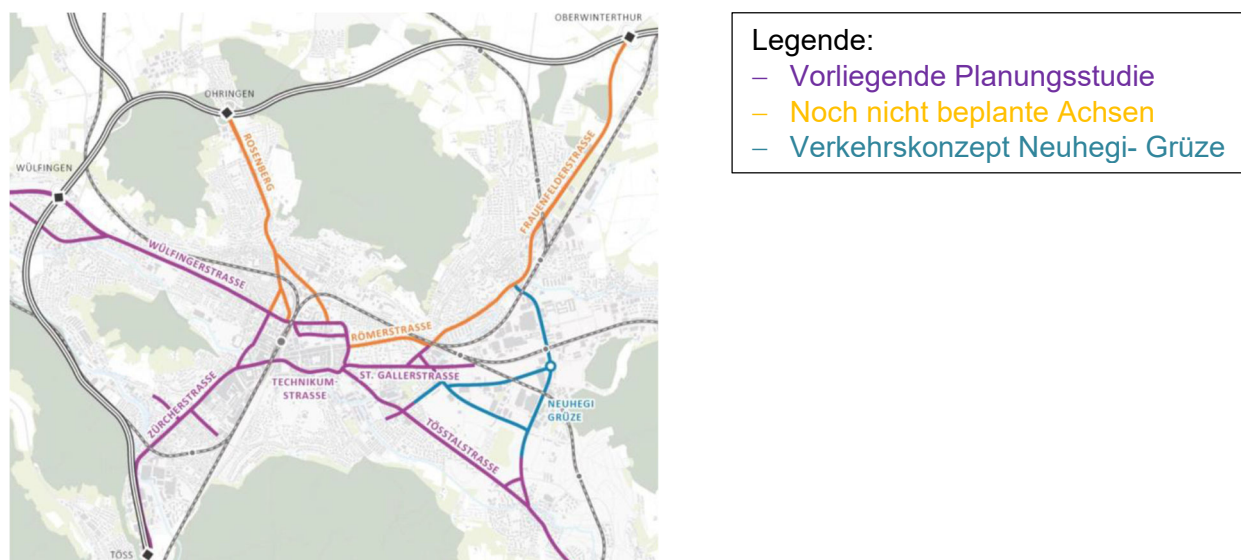 OBERWINTERTHUR
OHRINGEN
ROSENBERG
WÜLFINGEN
FRAUENFELDERSTRASSE
WÜLFINGERSTRASSE
RÖMERSTRASSE
ST. GALLERSTRASSE
TECHNIKUM-
STRASSE
ZÜRCHERSTRASSE
NEUHEGI
GRÜZE
TÖSSTALSTRASSE
TÖSS
Legende:
– Vorliegende Planungsstudie
– Noch nicht beplante Achsen
– Verkehrskonzept Neuhegi- Grüze